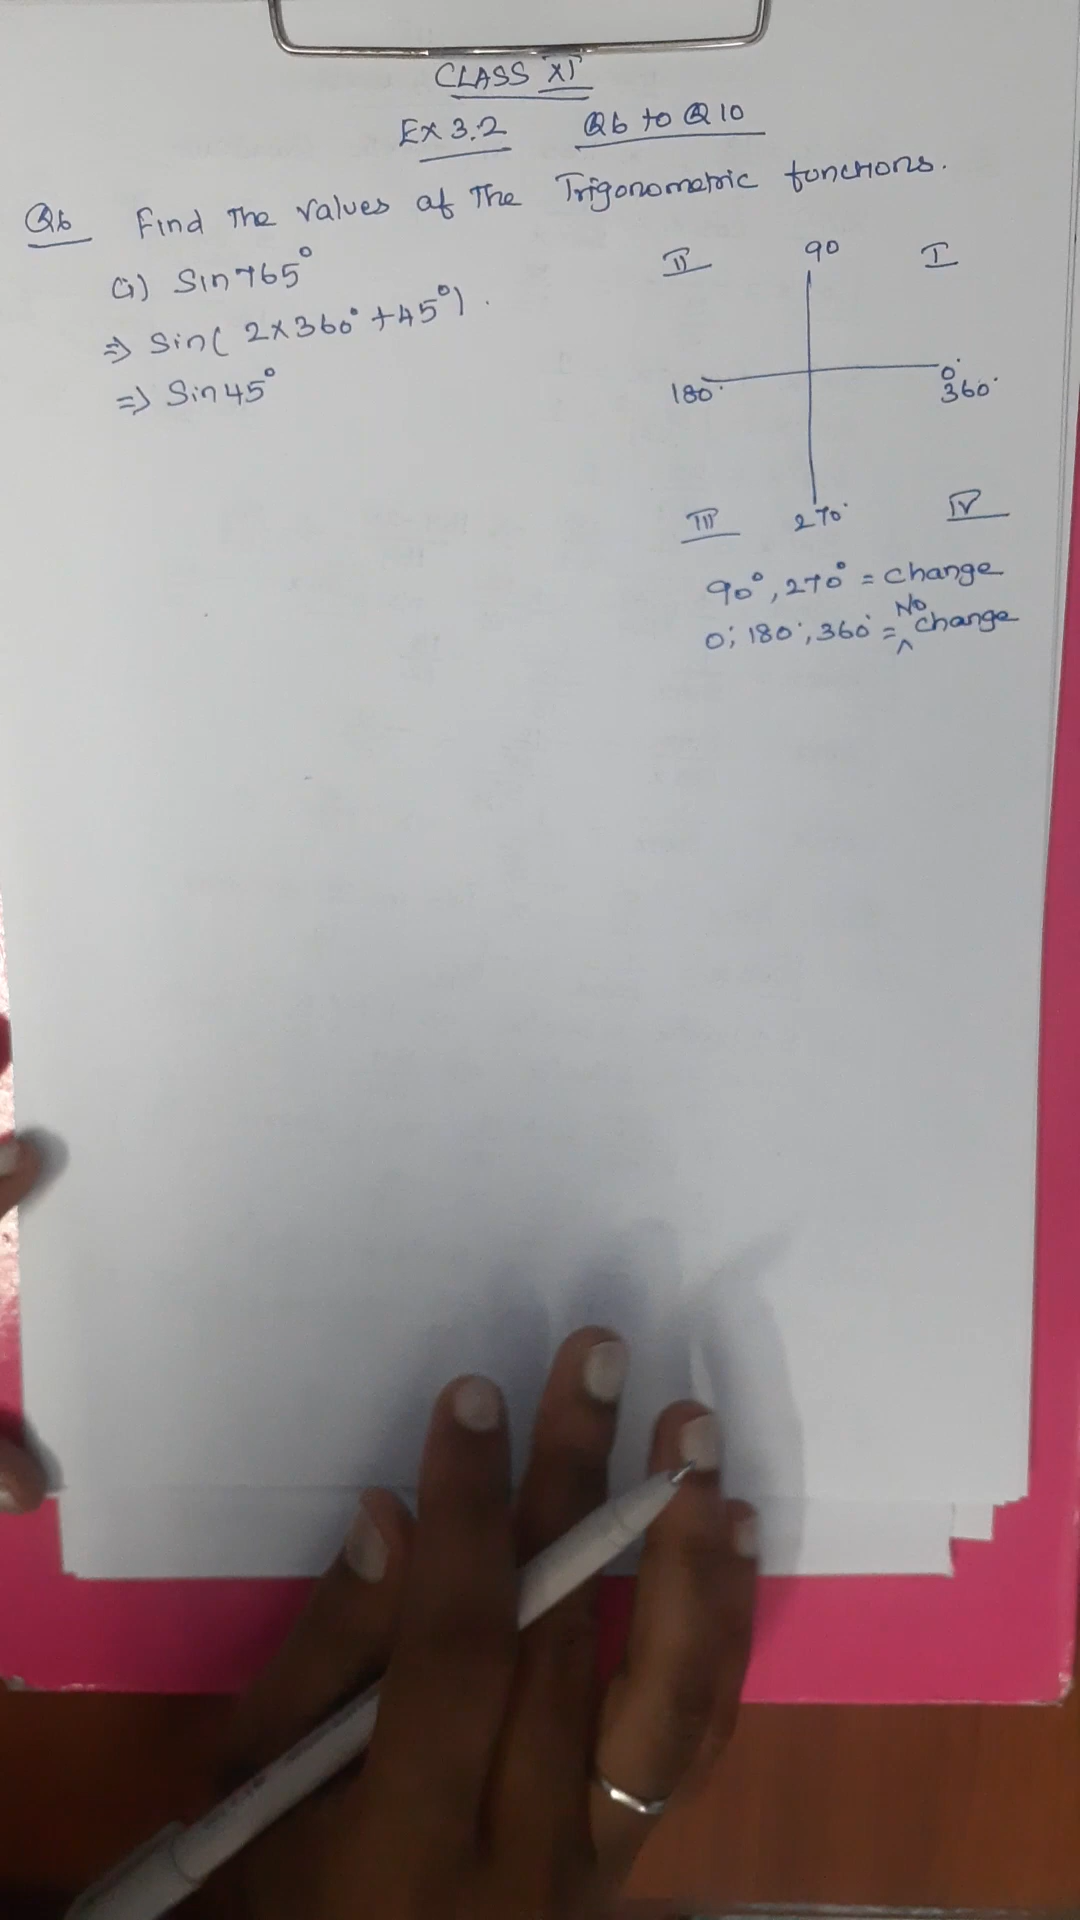 CLASS XI
EX 3.2 Q6 to Q10
Q6 Find The values of The Trigonometric functions.
(i) Sin 765°
⇒ Sin( 2×360° +45°) .
⇒ Sin 45°
II 90 I
180° 0°
360°
III 270° IV
90°, 270° = change
0°, 180°, 360° = No change